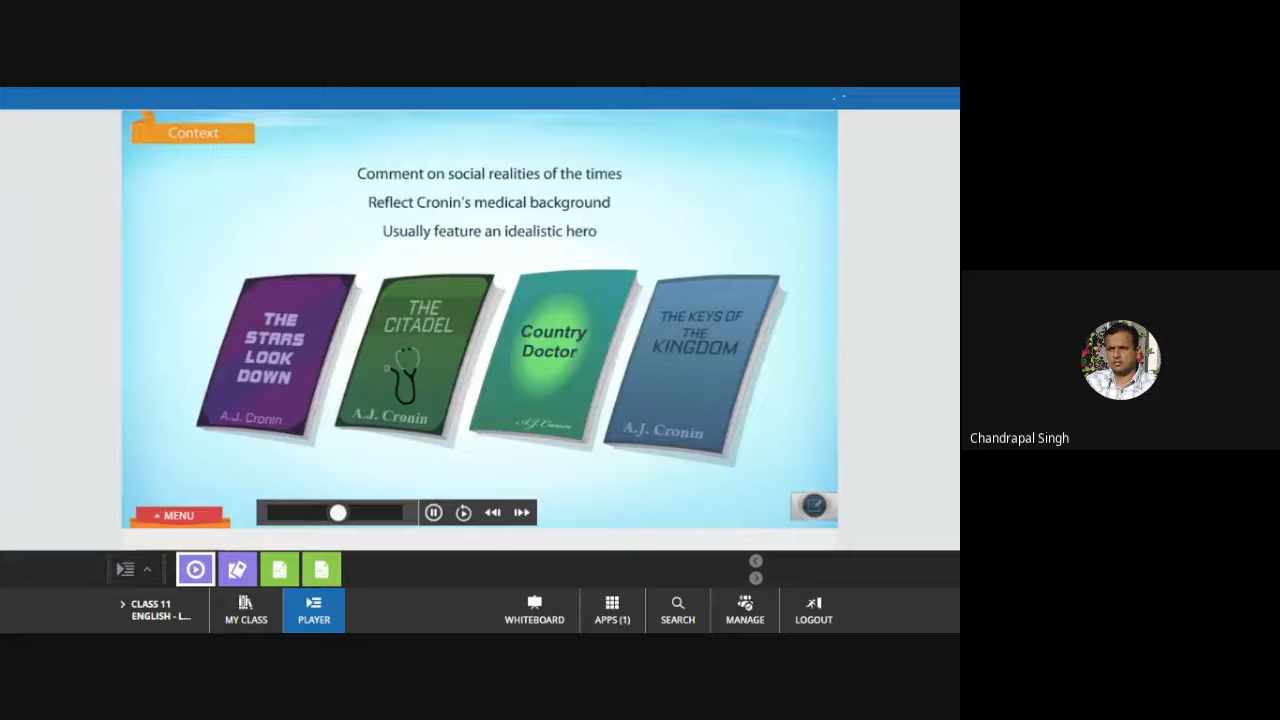 Context
Comment on social realities of the times
Reflect Cronin's medical background
Usually feature an idealistic hero
THE
STARS
LOOK
DOWN
A.J. Cronin
THE
CITADEL
A.J. Cronin
Country
Doctor
A.J. Cronin
THE KEYS OF
THE
KINGDOM
A.J. Cronin
Chandrapal Singh
MENU
CLASS 11
ENGLISH - L...
MY CLASS
PLAYER
WHITEBOARD
APPS (1)
SEARCH
MANAGE
LOGOUT